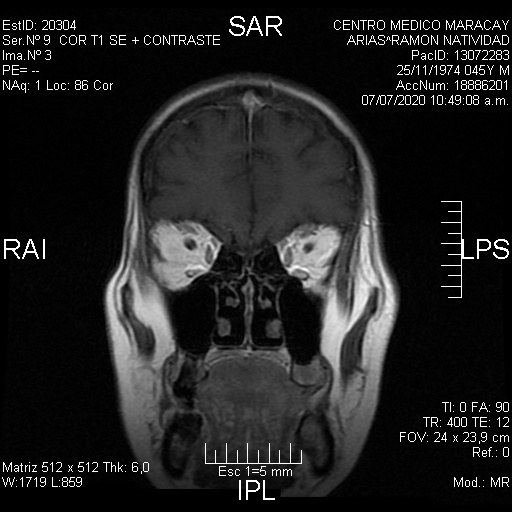 EstID: 20304
Ser.Nº 9 COR T1 SE + CONTRASTE
Ima.Nº 3
PE= --
NAq: 1 Loc: 86 Cor
SAR
CENTRO MEDICO MARACAY
ARIAS^RAMON NATIVIDAD
PacID: 13072283
25/11/1974 045Y M
AccNum: 18886201
07/07/2020 10:49:08 a.m.
RAI
LPS
TI: 0 FA: 90
TR: 400 TE: 12
FOV: 24 x 23,9 cm
Ref.: 0
Mod.: MR
Matriz 512 x 512 Thk: 6,0
W:1719 L:859
Esc 1=5 mm
IPL